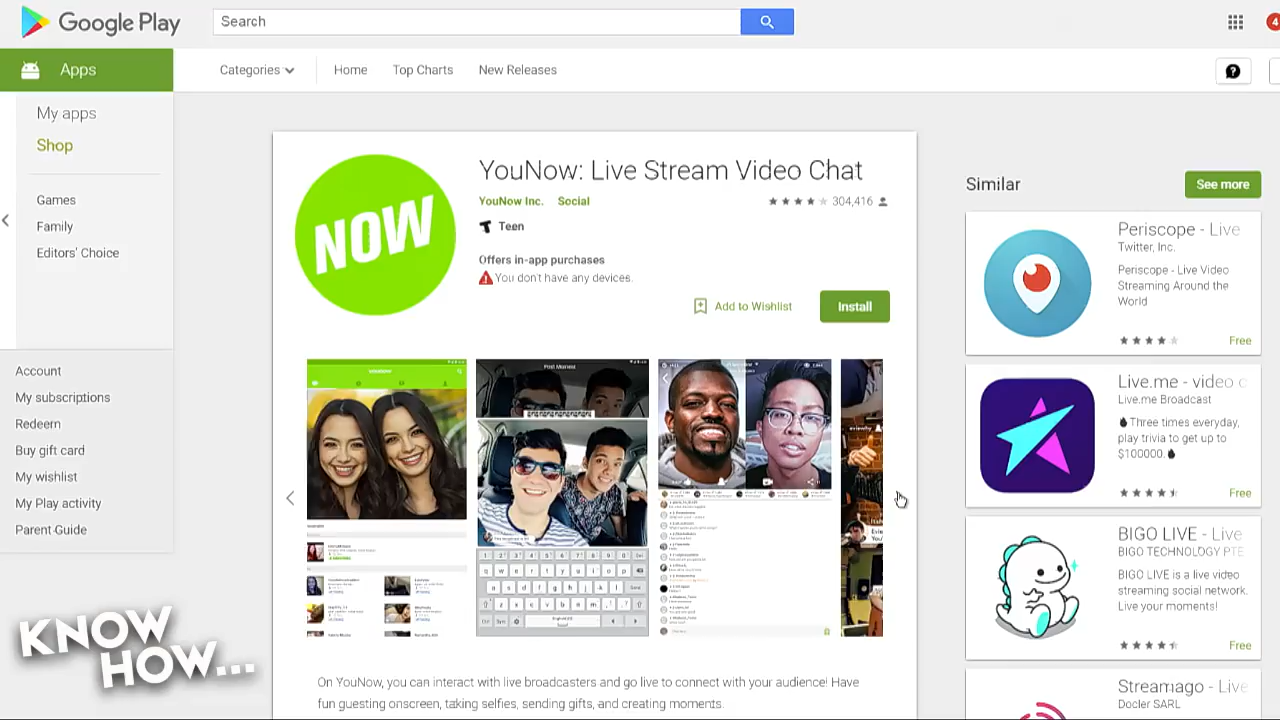 Google Play
Search
4
Apps
Categories
Home
Top Charts
New Releases
My apps
Shop
Games
Family
Editors' Choice
Account
My subscriptions
Redeem
Buy gift card
My wishlist
My Play activity
Parent Guide
NOW
YouNow: Live Stream Video Chat
YouNow Inc. Social
304,416
Teen
Offers in-app purchases
You don't have any devices.
Add to Wishlist
Install
On YouNow, you can interact with live broadcasters and go live to connect with your audience! Have
fun guesting onscreen, taking selfies, sending gifts, and creating moments.
Similar
See more
Periscope - Live
Twitter, Inc.
Periscope - Live Video
Streaming Around the
World
Free
Live.me - video c
Live.me Broadcast
Three times everyday,
play trivia to set up to
$100000.
Free
BIGO LIVE - Live
BIGO TECHNOLOGY PTE
LIVE is a live video
streaming social network.
your moments!
Free
Streamago - Live
Docler SARL
KNOW
HOW...